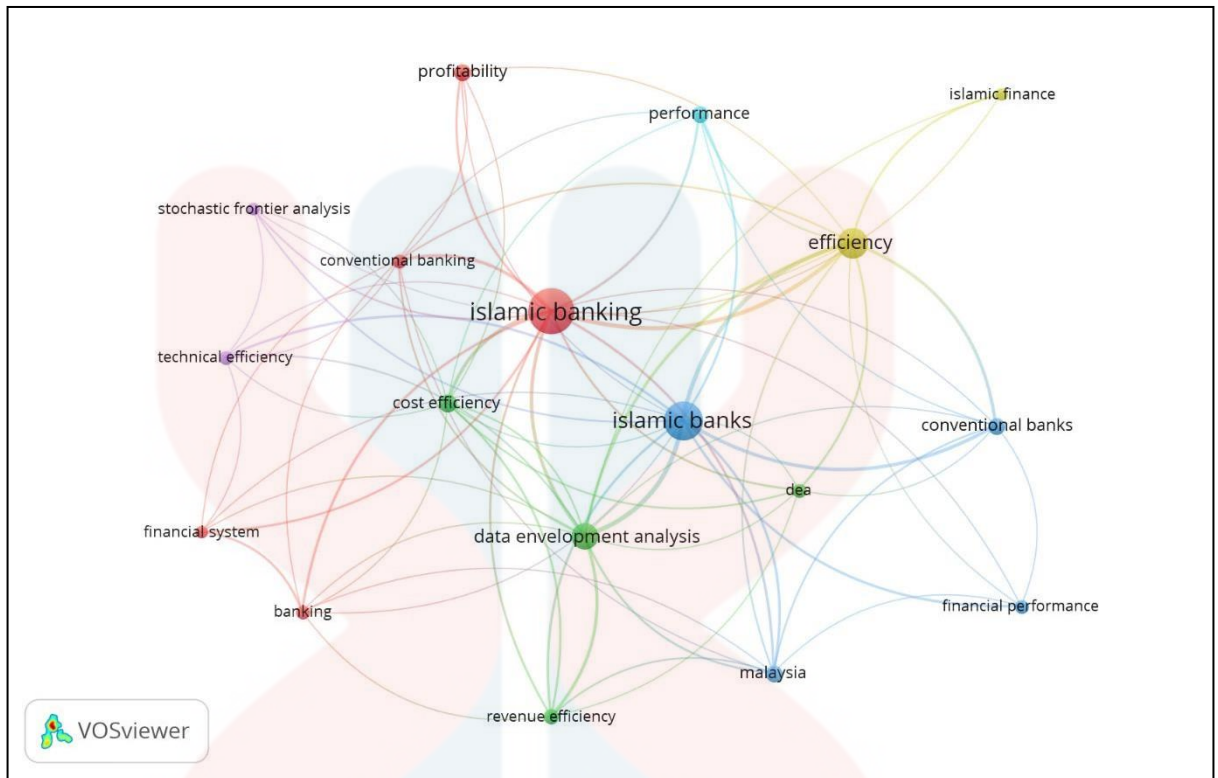 profitability
islamic finance
performance
stochastic frontier analysis
efficiency
conventional banking
islamic banking
technical efficiency
cost efficiency
islamic banks
conventional banks
dea
financial system
data envelopment analysis
banking
financial performance
malaysia
revenue efficiency
VOSviewer